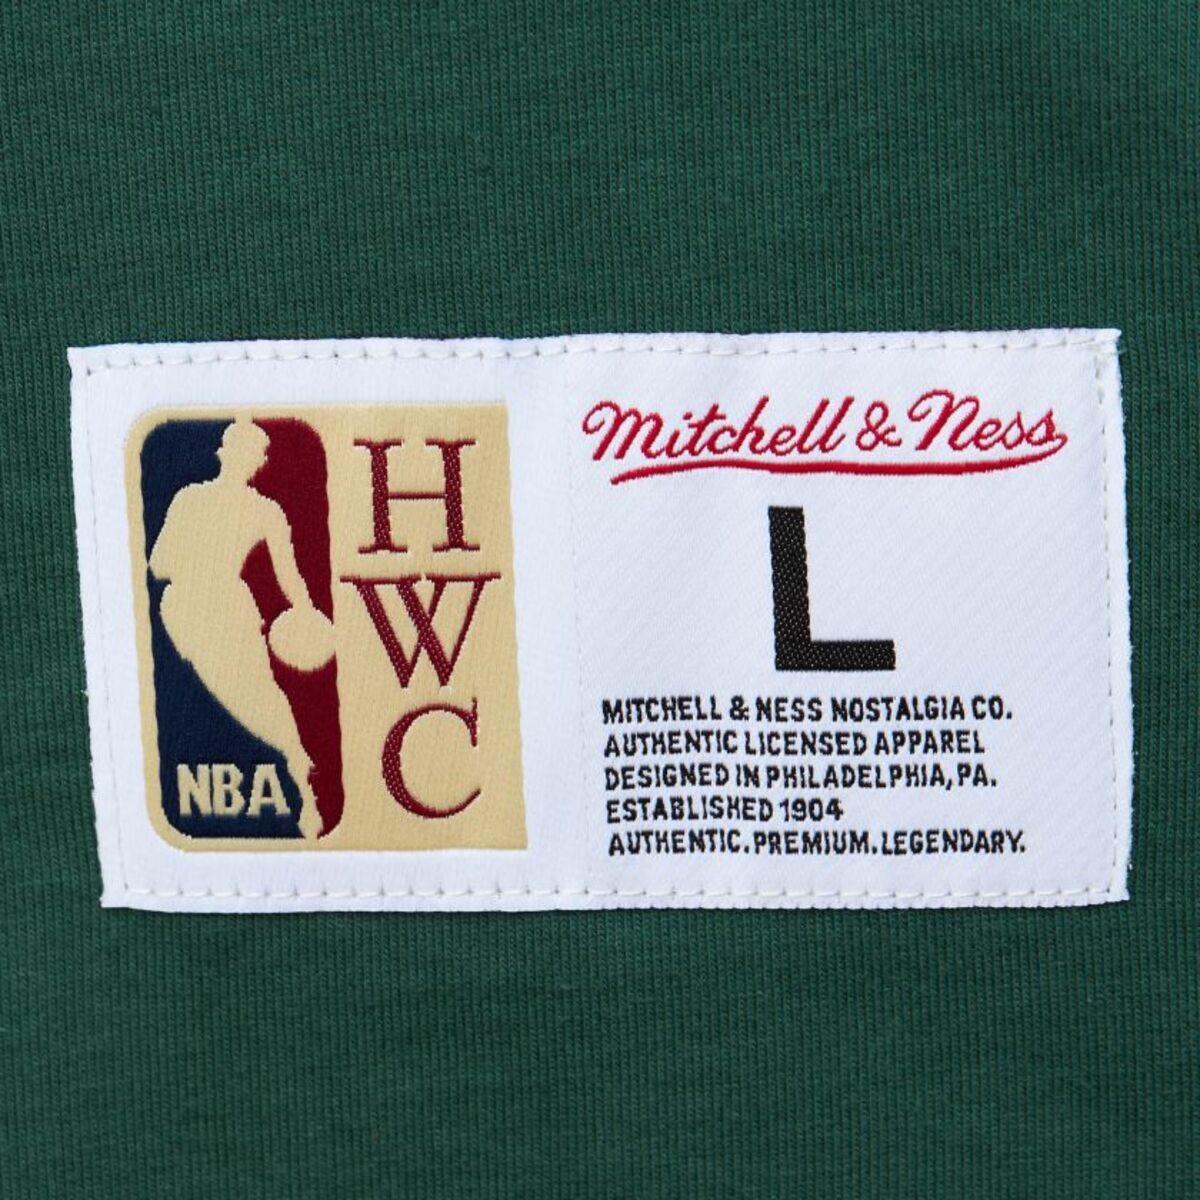 NBA
H
W
C
Mitchell & Ness
L
MITCHELL & NESS NOSTALGIA CO.
AUTHENTIC LICENSED APPAREL
DESIGNED IN PHILADELPHIA, PA.
ESTABLISHED 1904
AUTHENTIC. PREMIUM. LEGENDARY.